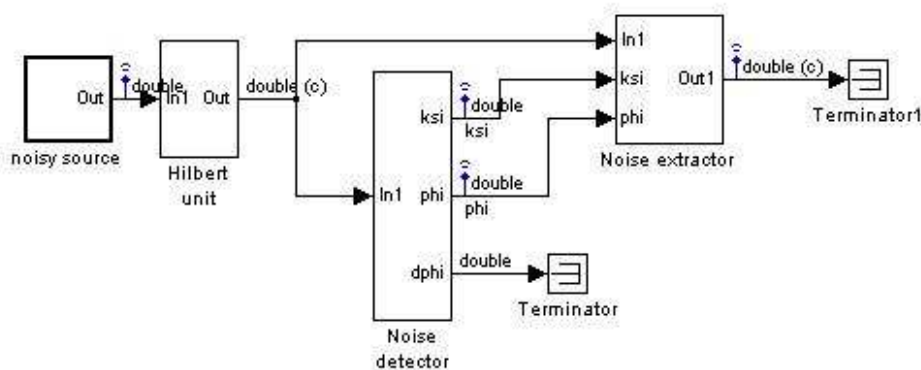 Out
double
In1
Out
double (c)
noisy source
Hilbert
unit
In1
ksi
phi
dphi
double
ksi
double
phi
double
Noise
detector
Terminator
In1
ksi
phi
Out1
Noise extractor
double (c)
Terminator1